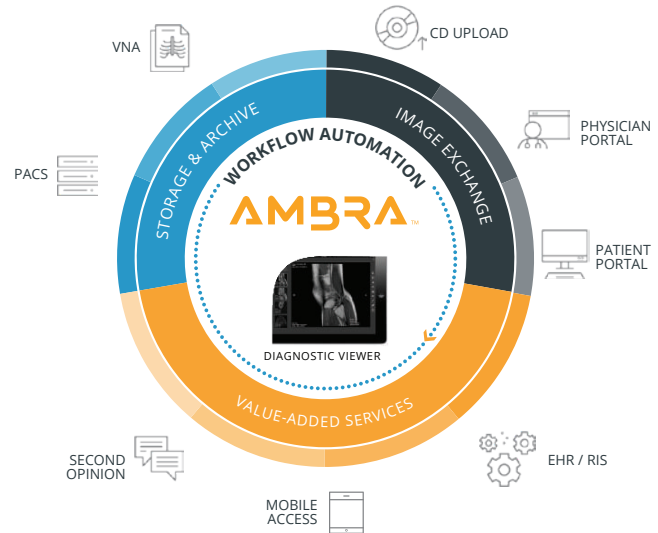 CD UPLOAD
VNA
PHYSICIAN
PORTAL
PACS
PATIENT
PORTAL
STORAGE & ARCHIVE
IMAGE EXCHANGE
WORKFLOW AUTOMATION
AMBRA™
DIAGNOSTIC VIEWER
VALUE-ADDED SERVICES
SECOND
OPINION
EHR / RIS
MOBILE
ACCESS